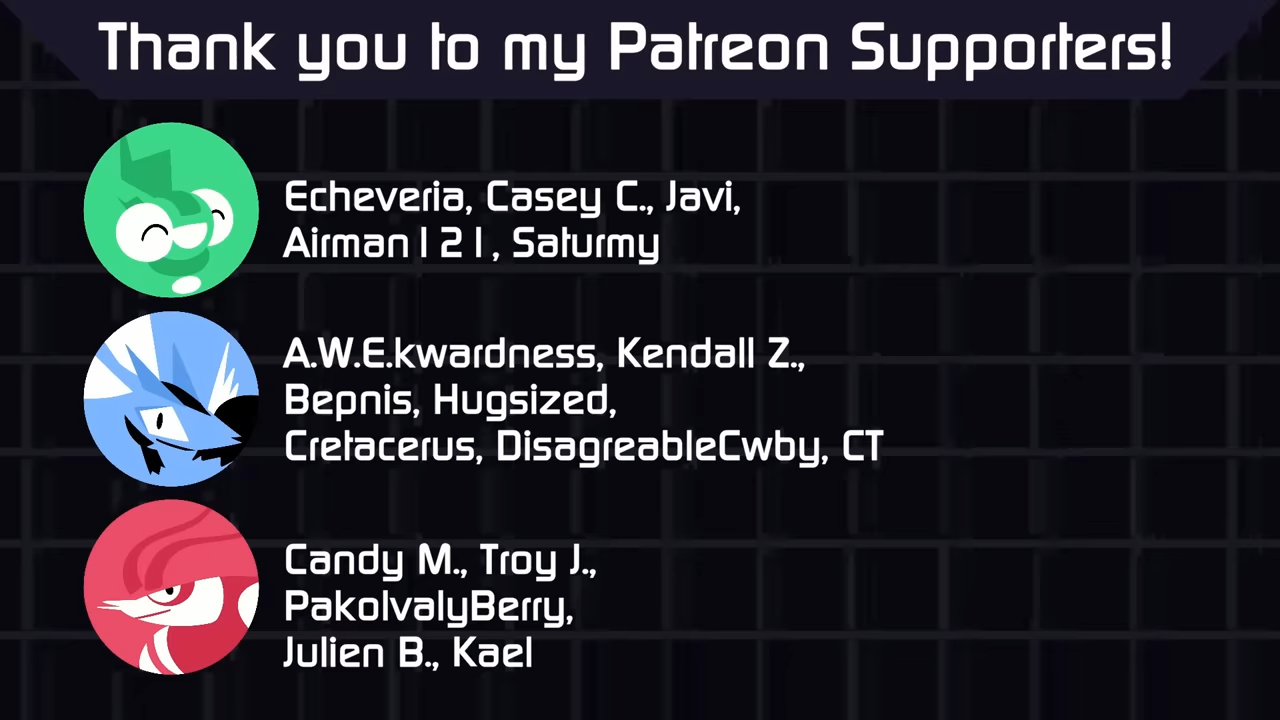 Thank you to my Patreon Supporters!
Echeveria, Casey C., Javi,
Airman121, Saturmy
A.W.E.kwardness, Kendall Z.,
Bepnis, Hugsized,
Cretacerus, DisagreableCwby, CT
Candy M., Troy J.,
PakolvalyBerry,
Julien B., Kael